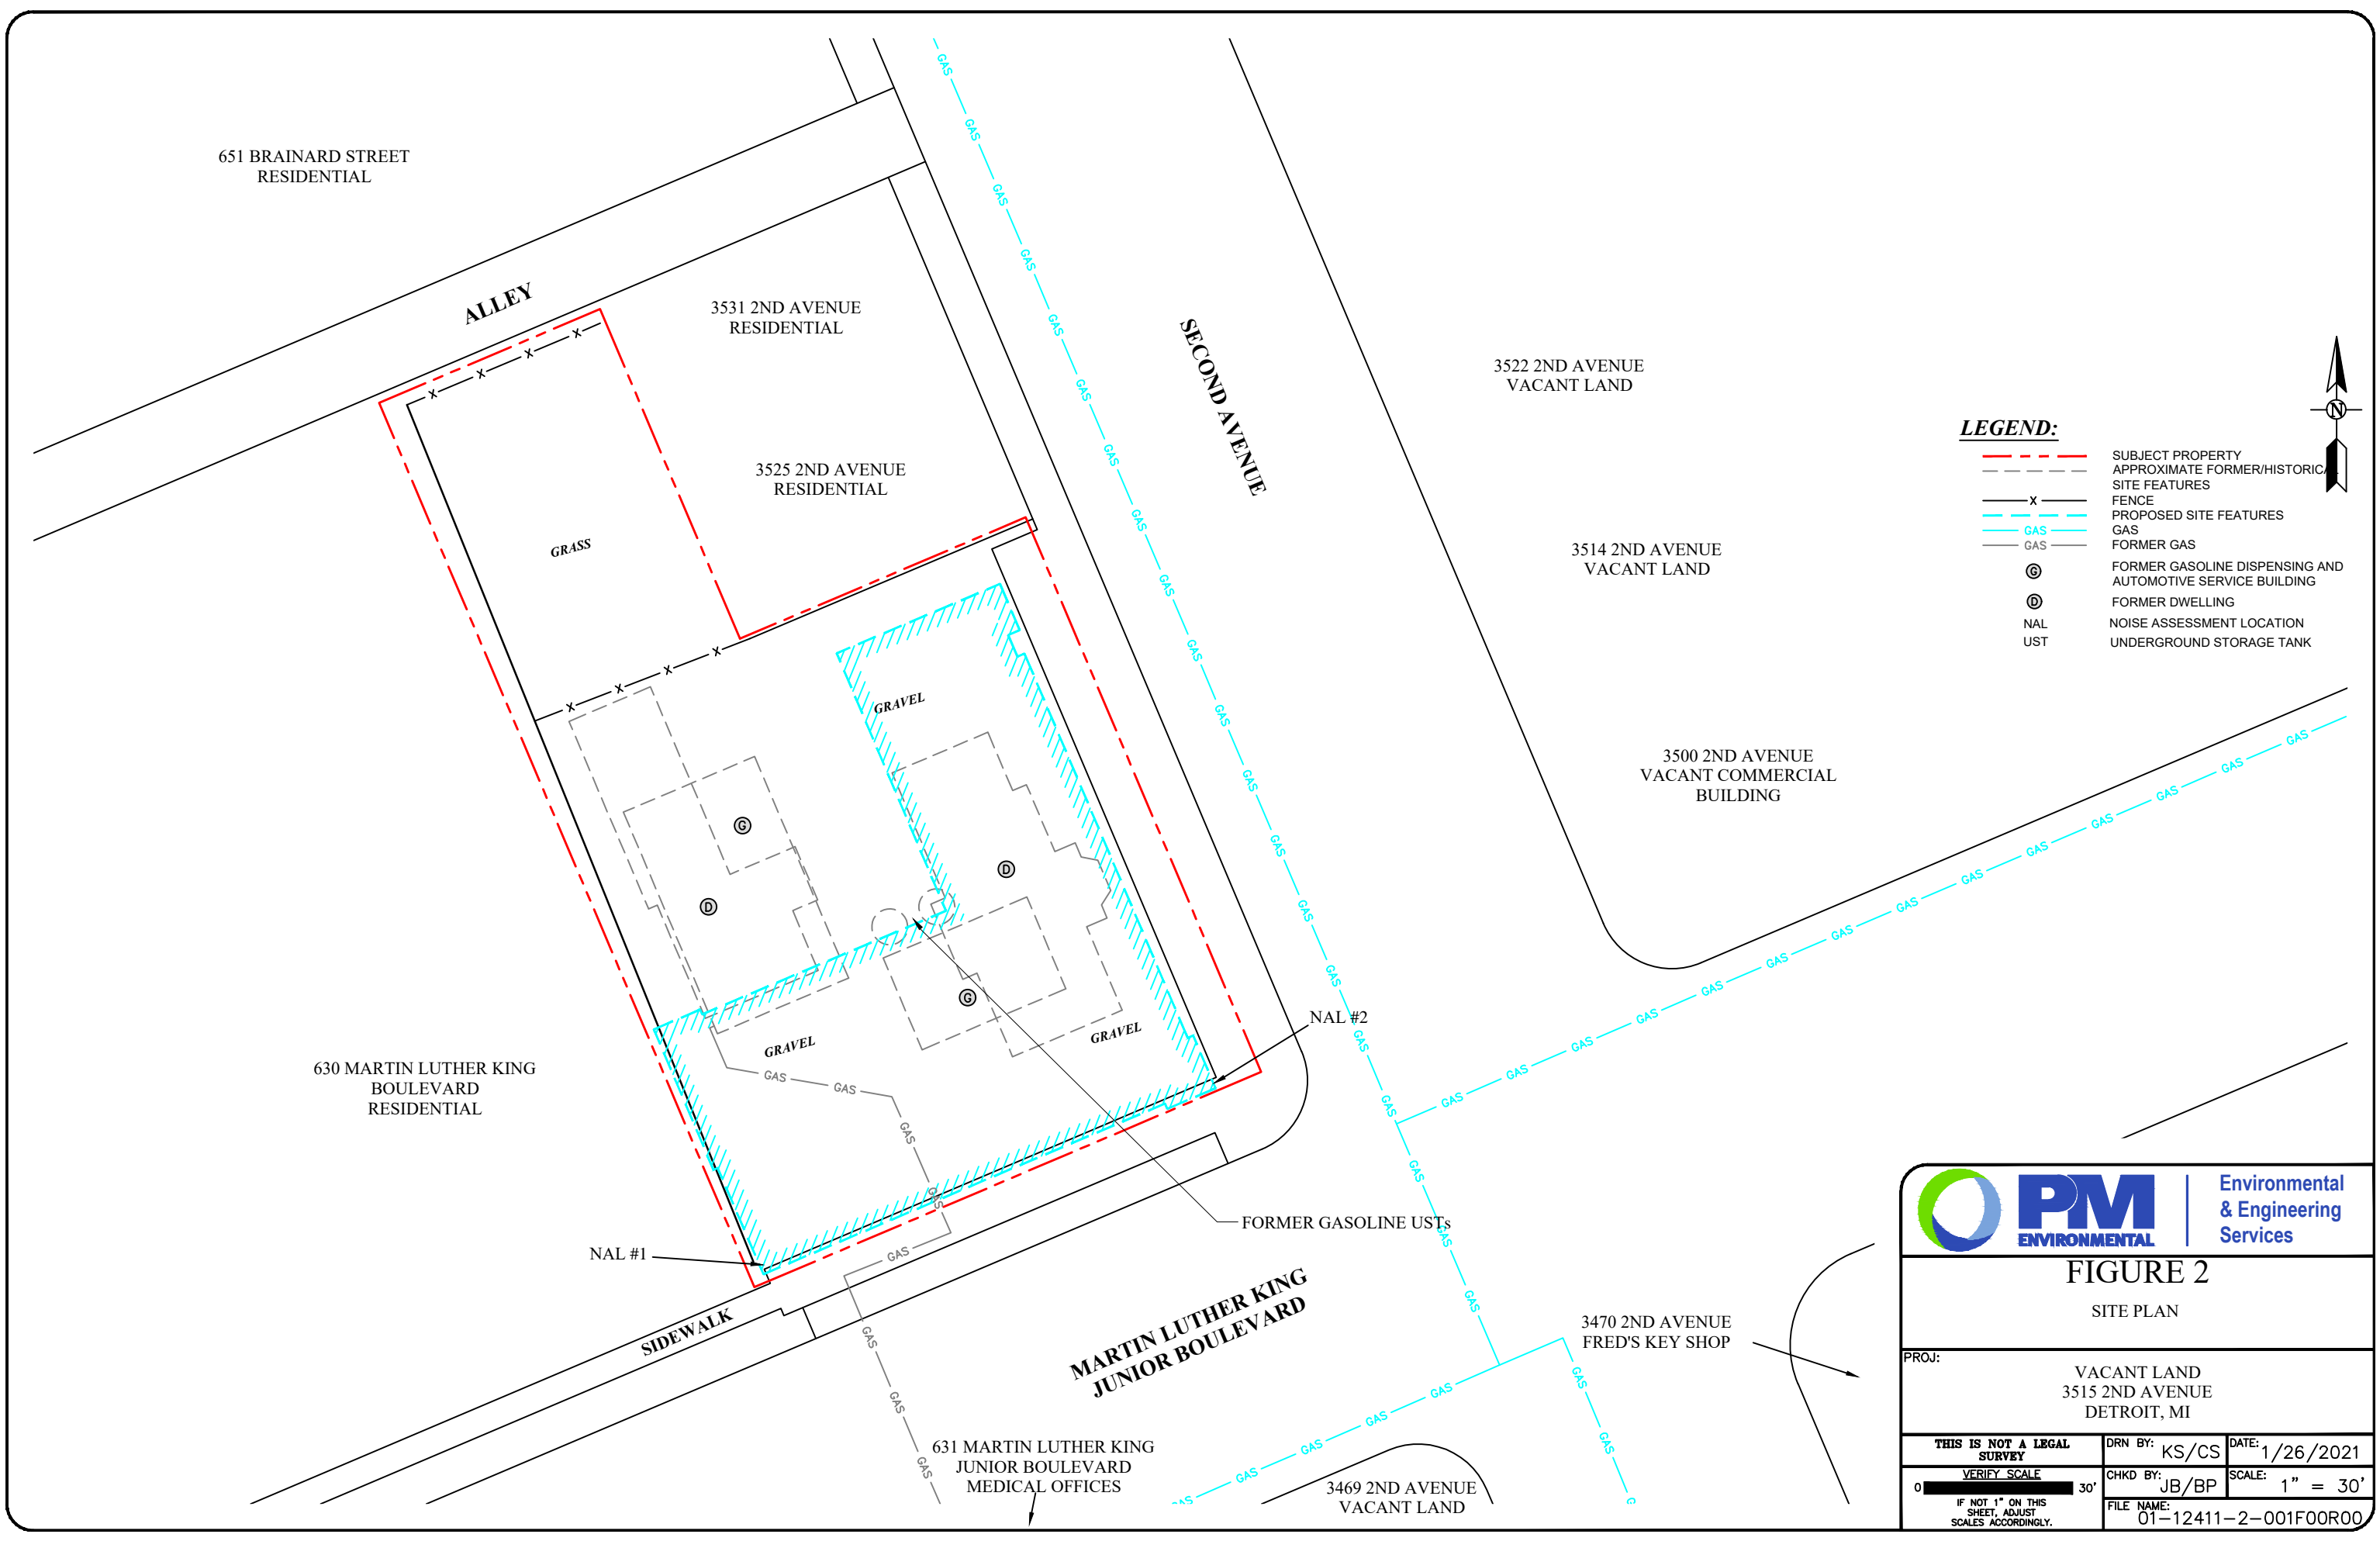 651 BRAINARD STREET
RESIDENTIAL
ALLEY
3531 2ND AVENUE
RESIDENTIAL
3525 2ND AVENUE
RESIDENTIAL
GRASS
SECOND AVENUE
3522 2ND AVENUE
VACANT LAND
3514 2ND AVENUE
VACANT LAND
3500 2ND AVENUE
VACANT COMMERCIAL
BUILDING
N
LEGEND:
SUBJECT PROPERTY
APPROXIMATE FORMER/HISTORICAL
SITE FEATURES
X FENCE
PROPOSED SITE FEATURES
GAS GAS
GAS FORMER GAS
G FORMER GASOLINE DISPENSING AND
AUTOMOTIVE SERVICE BUILDING
D FORMER DWELLING
NAL NOISE ASSESSMENT LOCATION
UST UNDERGROUND STORAGE TANK
GRAVEL
G
D
D
G
GRAVEL
GRAVEL
GAS GAS
GAS
GAS
GAS
GAS
GAS
GAS
NAL #2
630 MARTIN LUTHER KING
BOULEVARD
RESIDENTIAL
FORMER GASOLINE USTs
NAL #1
SIDEWALK
MARTIN LUTHER KING
JUNIOR BOULEVARD
631 MARTIN LUTHER KING
JUNIOR BOULEVARD
MEDICAL OFFICES
3470 2ND AVENUE
FRED'S KEY SHOP
3469 2ND AVENUE
VACANT LAND
PM
ENVIRONMENTAL
Environmental
& Engineering
Services
FIGURE 2
SITE PLAN
PROJ:
VACANT LAND
3515 2ND AVENUE
DETROIT, MI
THIS IS NOT A LEGAL
SURVEY
DRN BY: KS/CS
DATE: 1/26/2021
VERIFY SCALE
0 30'
IF NOT 1" ON THIS
SHEET, ADJUST
SCALES ACCORDINGLY.
CHKD BY: JB/BP
SCALE: 1" = 30'
FILE NAME:
01-12411-2-001F00R00